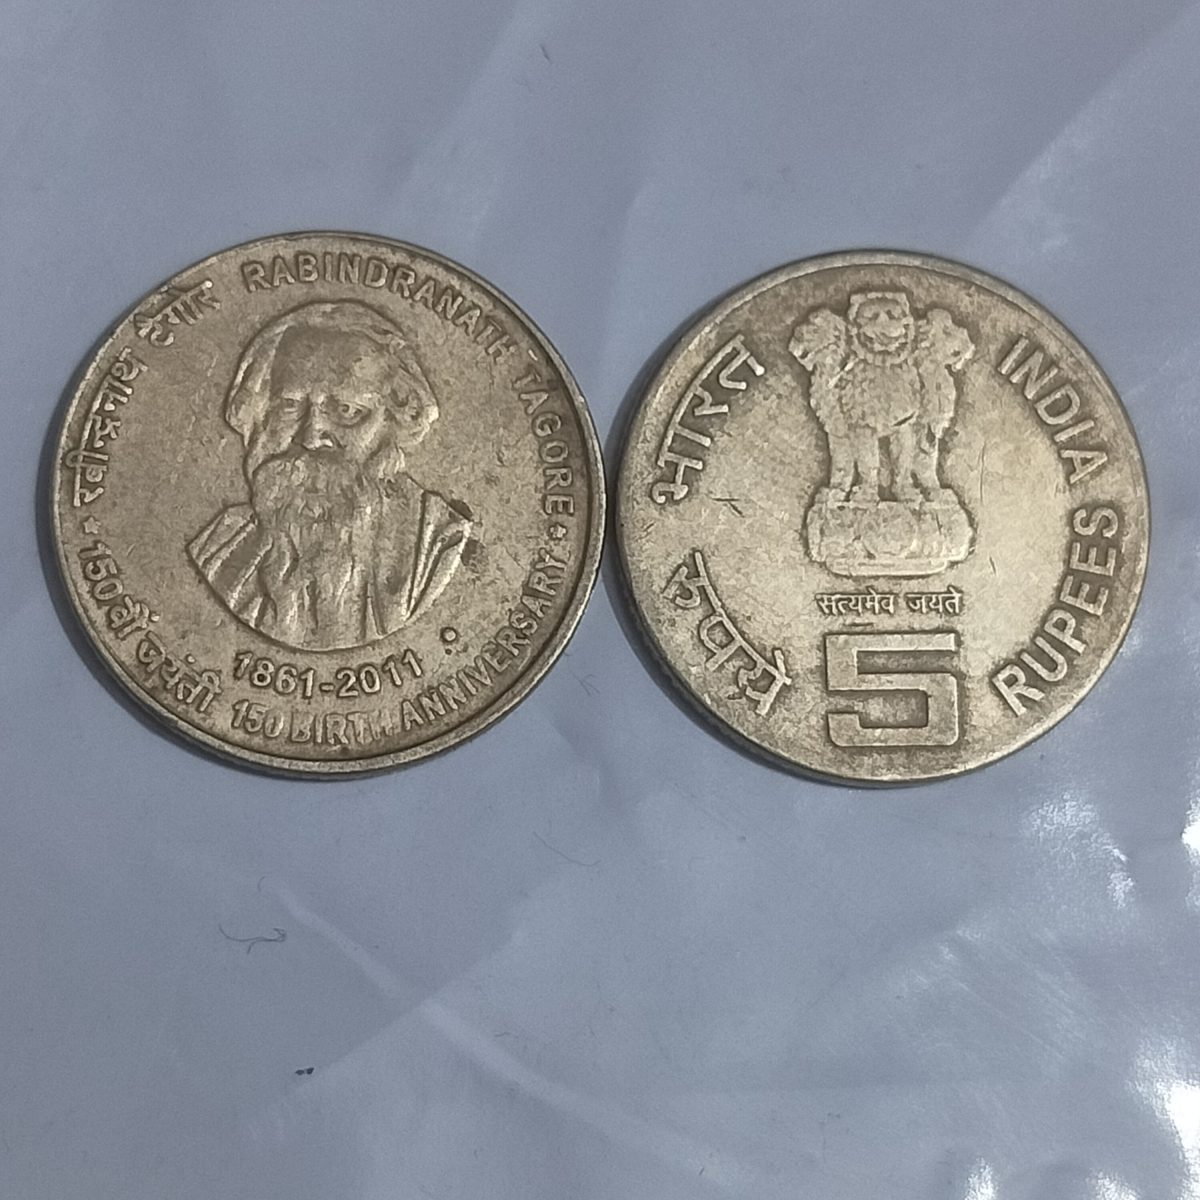 रवीन्द्रनाथ टैगोर RABINDRANATH TAGORE
1861-2011
150वीं जयंती 150 BIRTH ANNIVERSARY
भारत INDIA
सत्यमेव जयते
रुपये RUPEES
5